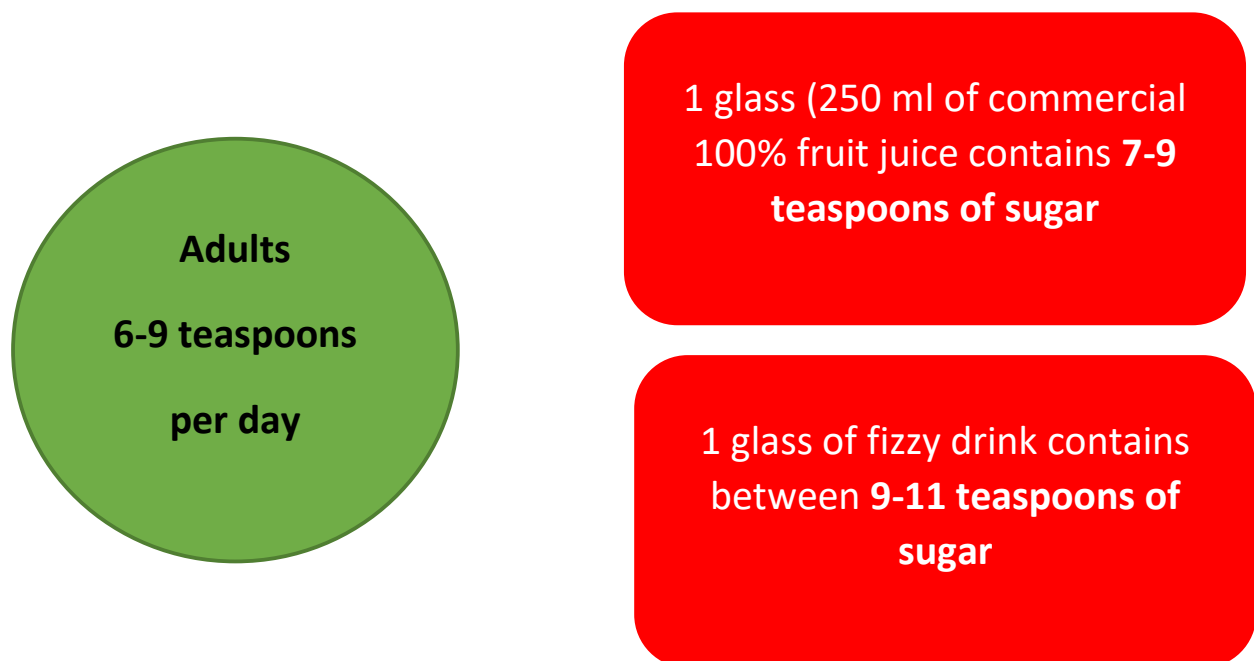 Adults
6-9 teaspoons
per day
1 glass (250 ml of commercial
100% fruit juice contains 7-9
teaspoons of sugar
1 glass of fizzy drink contains
between 9-11 teaspoons of
sugar